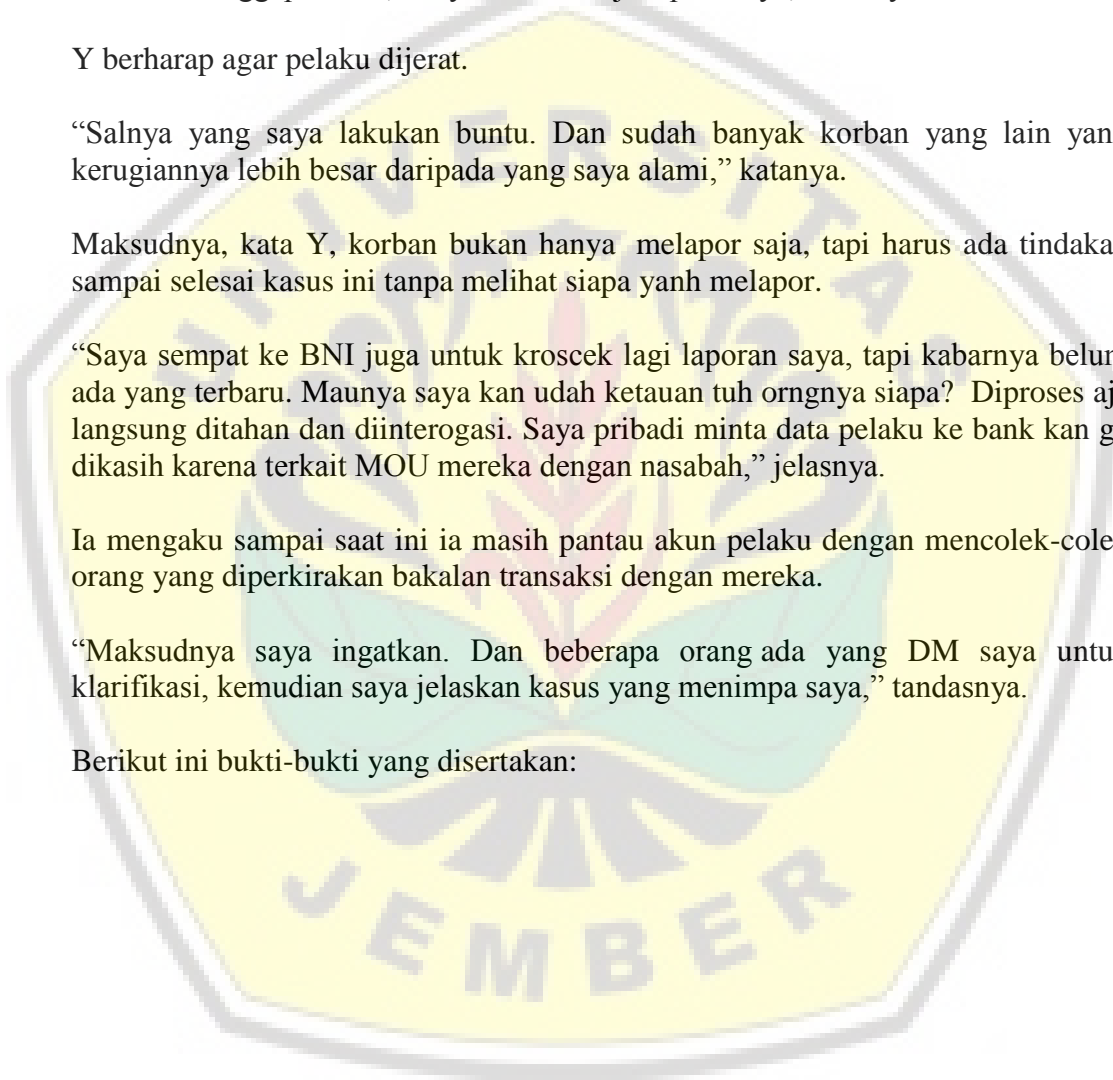 Y berharap agar pelaku dijerat.
“Salnya yang saya lakukan buntu. Dan sudah banyak korban yang lain yan
kerugiannya lebih besar daripada yang saya alami,” katanya.
Maksudnya, kata Y, korban bukan hanya melapor saja, tapi harus ada tindaka
sampai selesai kasus ini tanpa melihat siapa yanh melapor.
“Saya sempat ke BNI juga untuk kroscek lagi laporan saya, tapi kabarnya belu
ada yang terbaru. Maunya saya kan udah ketauan tuh orngnya siapa? Diproses aj
langsung ditahan dan diinterogasi. Saya pribadi minta data pelaku ke bank kan g
dikasih karena terkait MOU mereka dengan nasabah,” jelasnya.
Ia mengaku sampai saat ini ia masih pantau akun pelaku dengan mencolek-cole
orang yang diperkirakan bakalan transaksi dengan mereka.
“Maksudnya saya ingatkan. Dan beberapa orang ada yang DM saya untu
klarifikasi, kemudian saya jelaskan kasus yang menimpa saya,” tandasnya.
Berikut ini bukti-bukti yang disertakan:
UNIVERSITAS
JEMBER